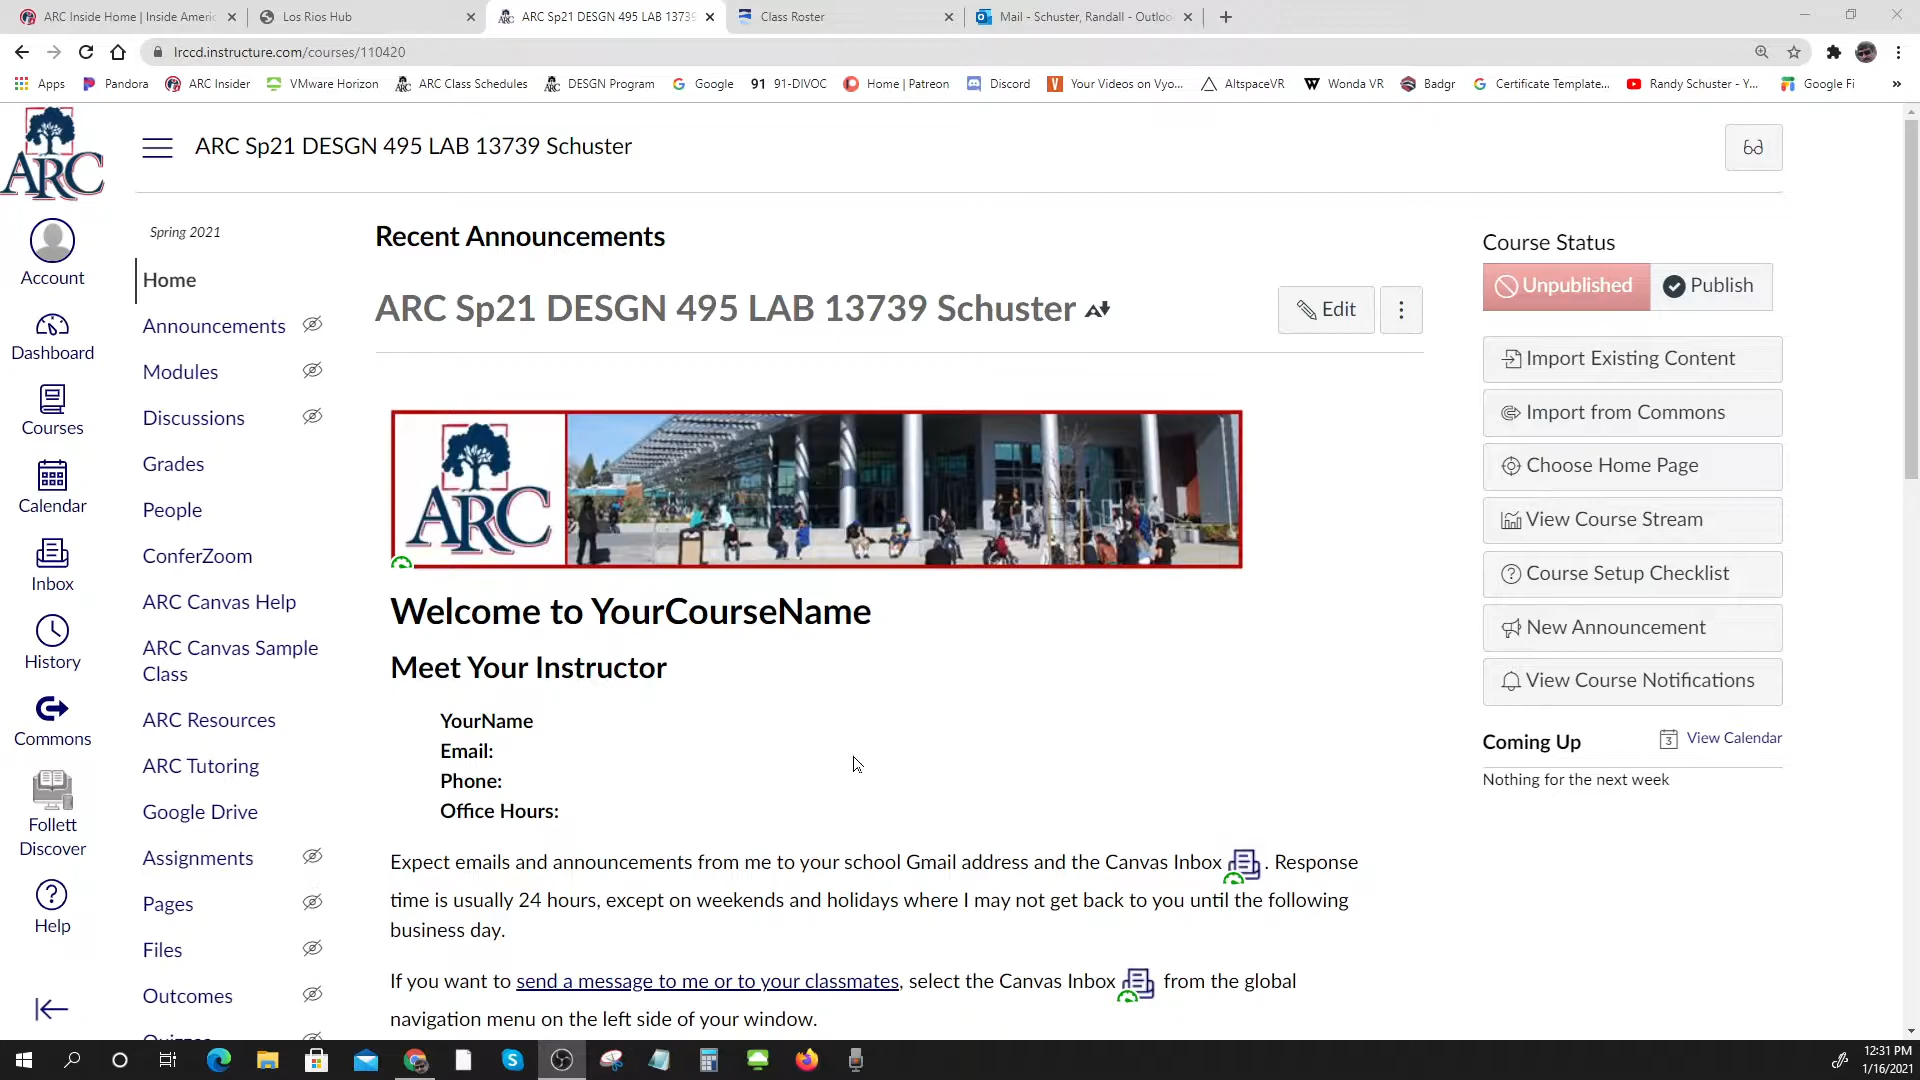 ARC Inside Home | Inside Americ
Los Rios Hub
ARC Sp21 DESGN 495 LAB 13739
Class Roster
Mail - Schuster, Randall - Outloo
lrccd.instructure.com/courses/110420
Apps
Pandora
ARC Insider
VMware Horizon
ARC Class Schedules
DESGN Program
Google
91 91-DIVOC
Home | Patreon
Discord
Your Videos on Vyo...
AltspaceVR
Wonda VR
Badgr
Certificate Template...
Randy Schuster - Y...
Google Fi
»
ARC
ARC Sp21 DESGN 495 LAB 13739 Schuster
Account
Dashboard
Courses
Calendar
Inbox
History
Commons
Follett
Discover
Help
Spring 2021
Home
Announcements
Modules
Discussions
Grades
People
ConferZoom
ARC Canvas Help
ARC Canvas Sample
Class
ARC Resources
ARC Tutoring
Google Drive
Assignments
Pages
Files
Outcomes
Quizzes
Recent Announcements
ARC Sp21 DESGN 495 LAB 13739 Schuster
Edit
ARC
Welcome to YourCourseName
Meet Your Instructor
YourName
Email:
Phone:
Office Hours:
Expect emails and announcements from me to your school Gmail address and the Canvas Inbox . Response
time is usually 24 hours, except on weekends and holidays where I may not get back to you until the following
business day.
If you want to send a message to me or to your classmates, select the Canvas Inbox from the global
navigation menu on the left side of your window.
Course Status
Unpublished
Publish
Import Existing Content
Import from Commons
Choose Home Page
View Course Stream
Course Setup Checklist
New Announcement
View Course Notifications
Coming Up
3 View Calendar
Nothing for the next week
12:31 PM
1/16/2021